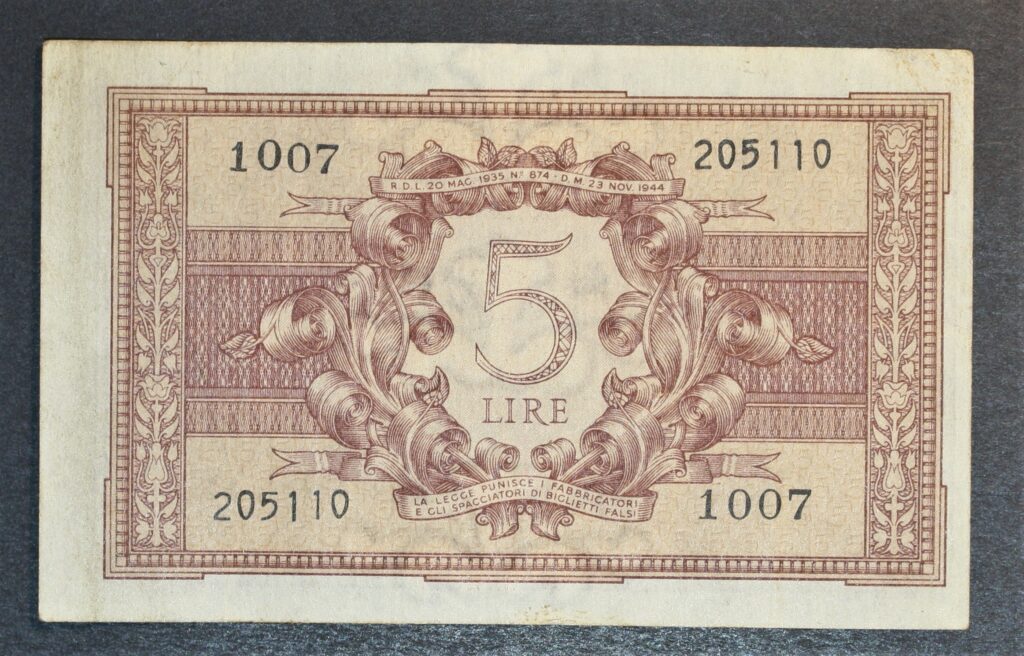 1007
205110
R.D.L. 20 MAG. 1935 N.° 874 - D.M. 23 NOV. 1944
5
LIRE
LA LEGGE PUNISCE I FABBRICATORI
E GLI SPACCIATORI DI BIGLIETTI FALSI
205110
1007